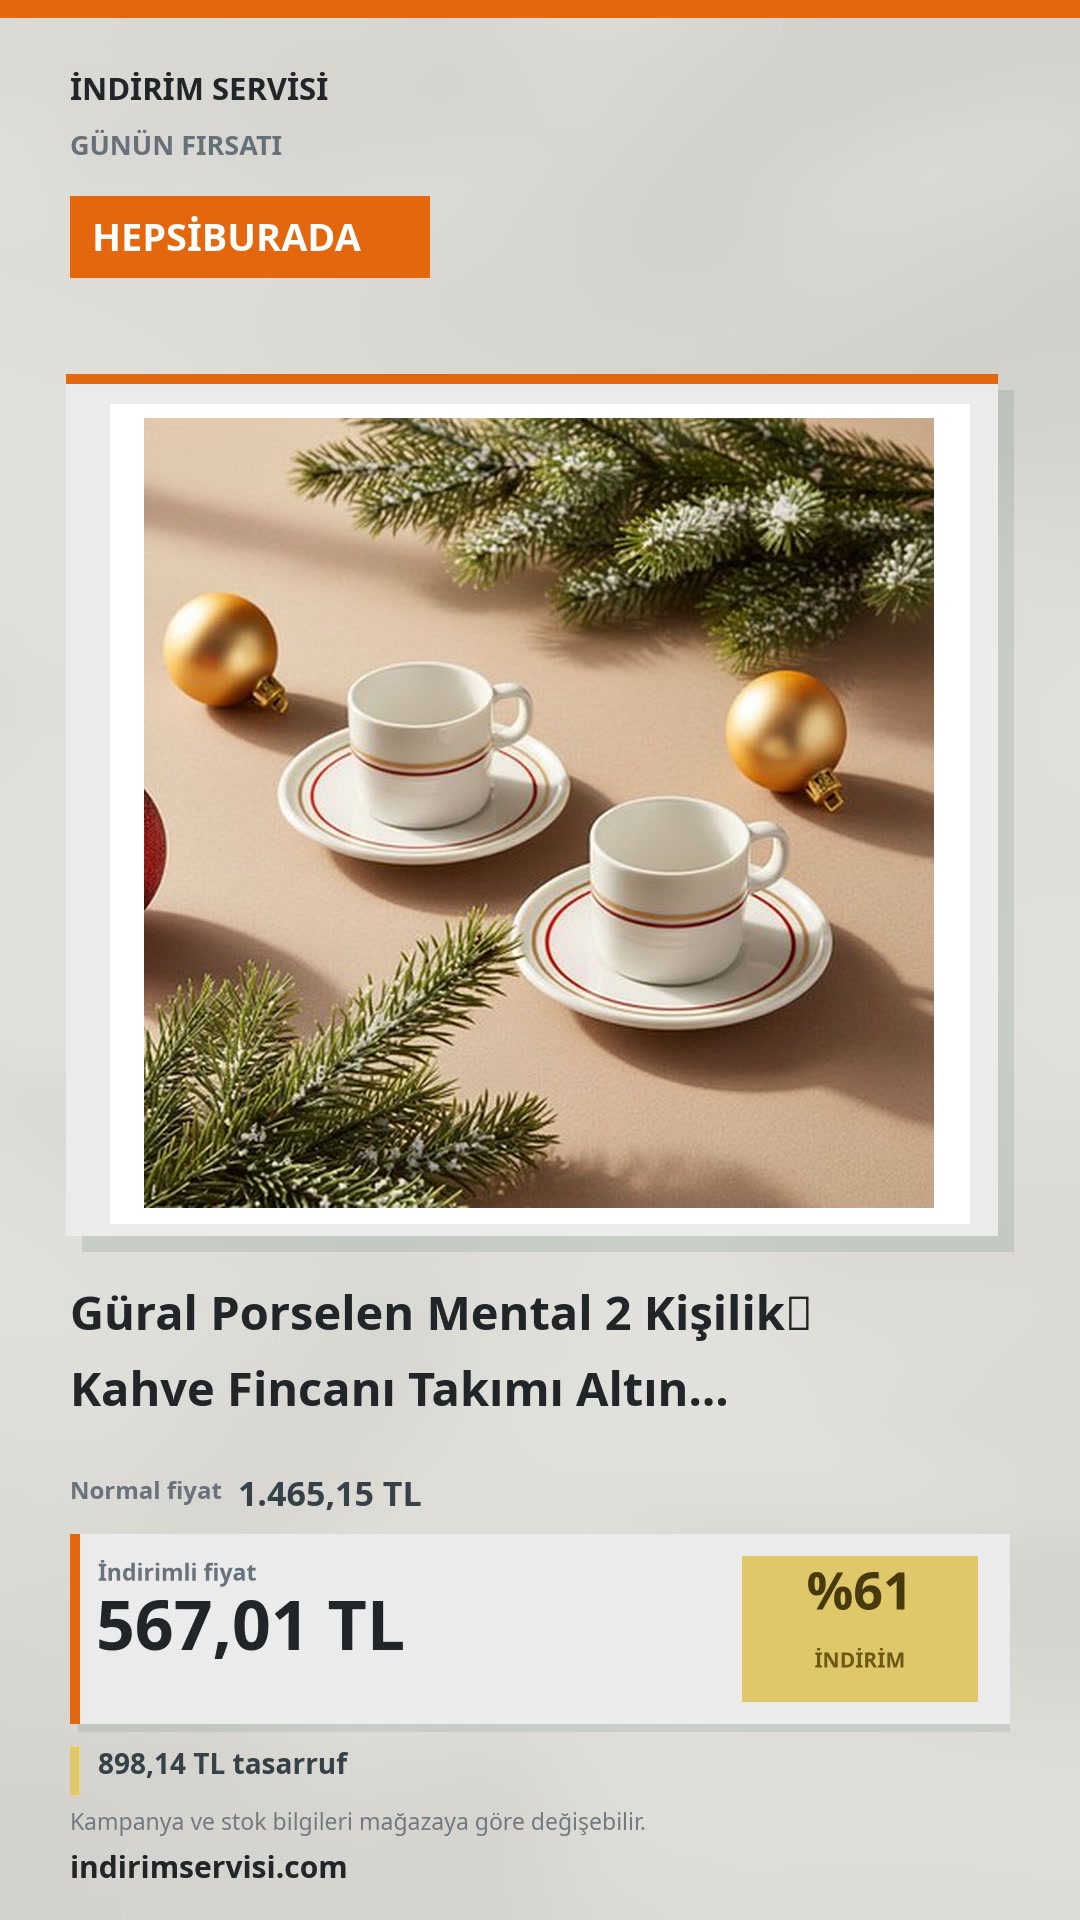 İNDİRİM SERVİSİ
GÜNÜN FIRSATI
HEPSİBURADA
Güral Porselen Mental 2 Kişilik
Kahve Fincanı Takımı Altın...
Normal fiyat 1.465,15 TL
İndirimli fiyat
567,01 TL
%61
İNDİRİM
898,14 TL tasarruf
Kampanya ve stok bilgileri mağazaya göre değişebilir.
indirimservisi.com